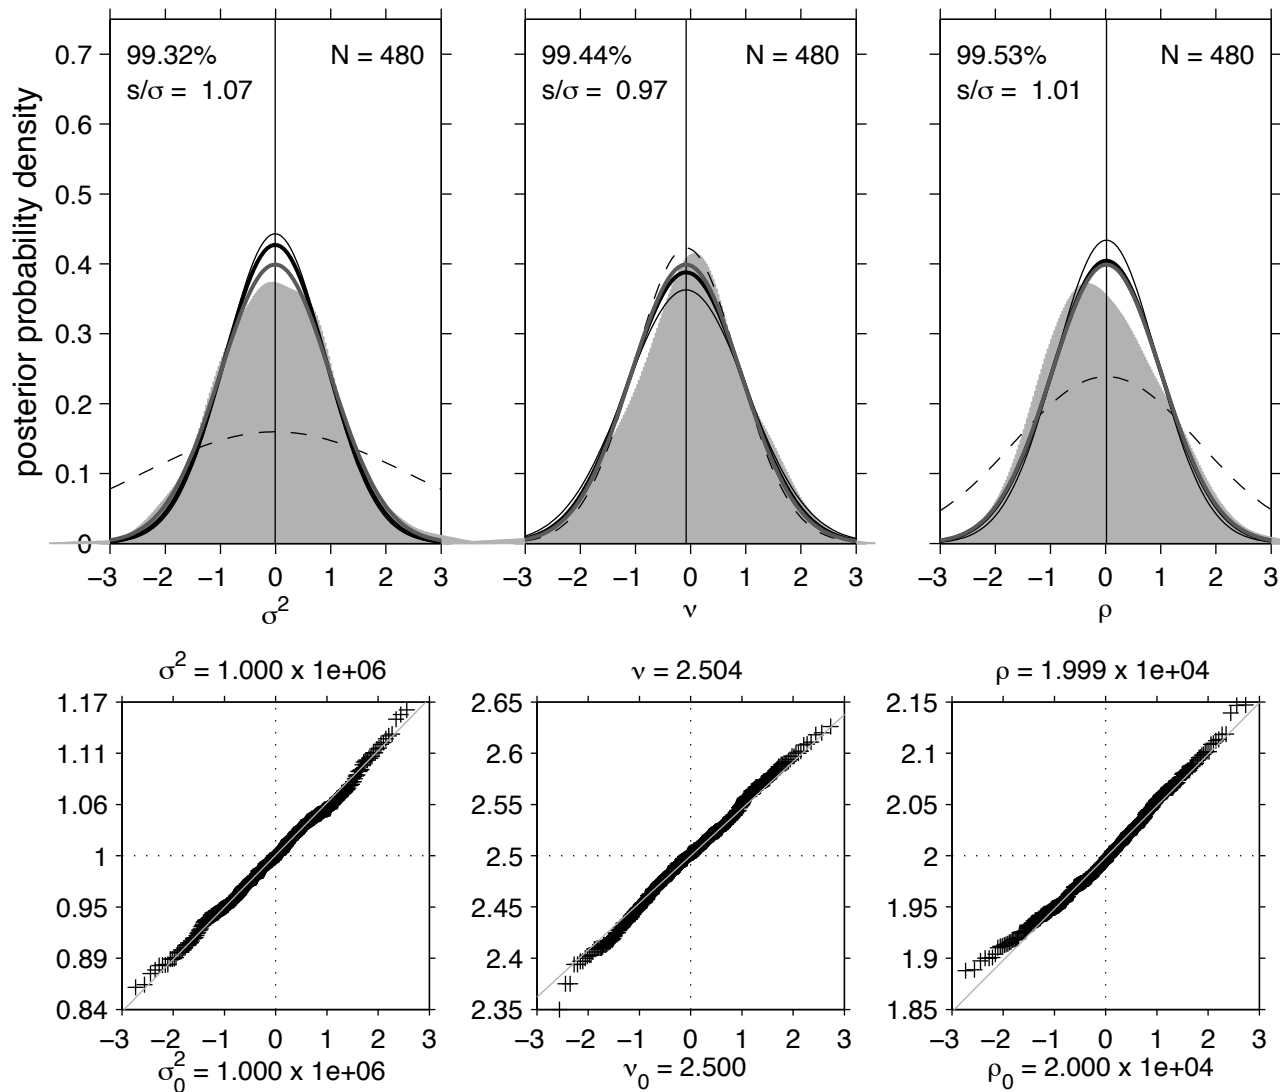 posterior probability density
0.7
0.6
0.5
0.4
0.3
0.2
0.1
0
99.32%
N = 480
s/σ = 1.07
−3 −2 −1 0 1 2 3
σ²
99.44%
N = 480
s/σ = 0.97
−3 −2 −1 0 1 2 3
ν
99.53%
N = 480
s/σ = 1.01
−3 −2 −1 0 1 2 3
ρ
σ² = 1.000 x 1e+06
1.17
1.11
1.06
1
0.95
0.89
0.84
−3 −2 −1 0 1 2 3
σ₀² = 1.000 x 1e+06
ν = 2.504
2.65
2.6
2.55
2.5
2.45
2.4
2.35
−3 −2 −1 0 1 2 3
ν₀ = 2.500
ρ = 1.999 x 1e+04
2.15
2.1
2.05
2
1.95
1.9
1.85
−3 −2 −1 0 1 2 3
ρ₀ = 2.000 x 1e+04